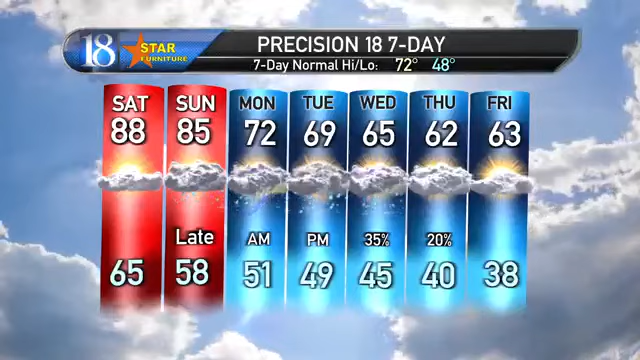 18 STAR FURNITURE
PRECISION 18 7-DAY
7-Day Normal Hi/Lo: 72° 48°
SAT SUN MON TUE WED THU FRI
88 85 72 69 65 62 63
Late AM PM 35% 20%
65 58 51 49 45 40 38